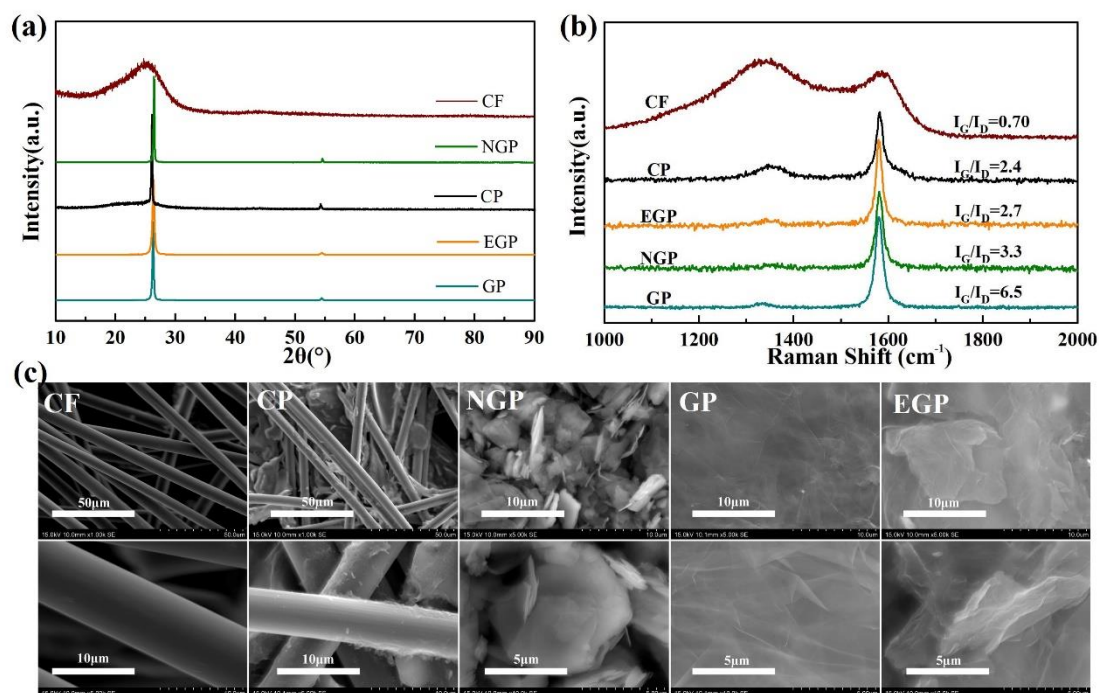 (a)
Intensity(a.u.)
CF
NGP
CP
EGP
GP
10 20 30 40 50 60 70 80 90
2θ(°)
(b)
Intensity(a.u.)
CF
I_G/I_D=0.70
CP
I_G/I_D=2.4
EGP
I_G/I_D=2.7
NGP
I_G/I_D=3.3
GP
I_G/I_D=6.5
1000 1200 1400 1600 1800 2000
Raman Shift (cm⁻¹)
(c)
CF
50μm
CP
50μm
NGP
10μm
GP
10μm
EGP
10μm
10μm
10μm
5μm
5μm
5μm